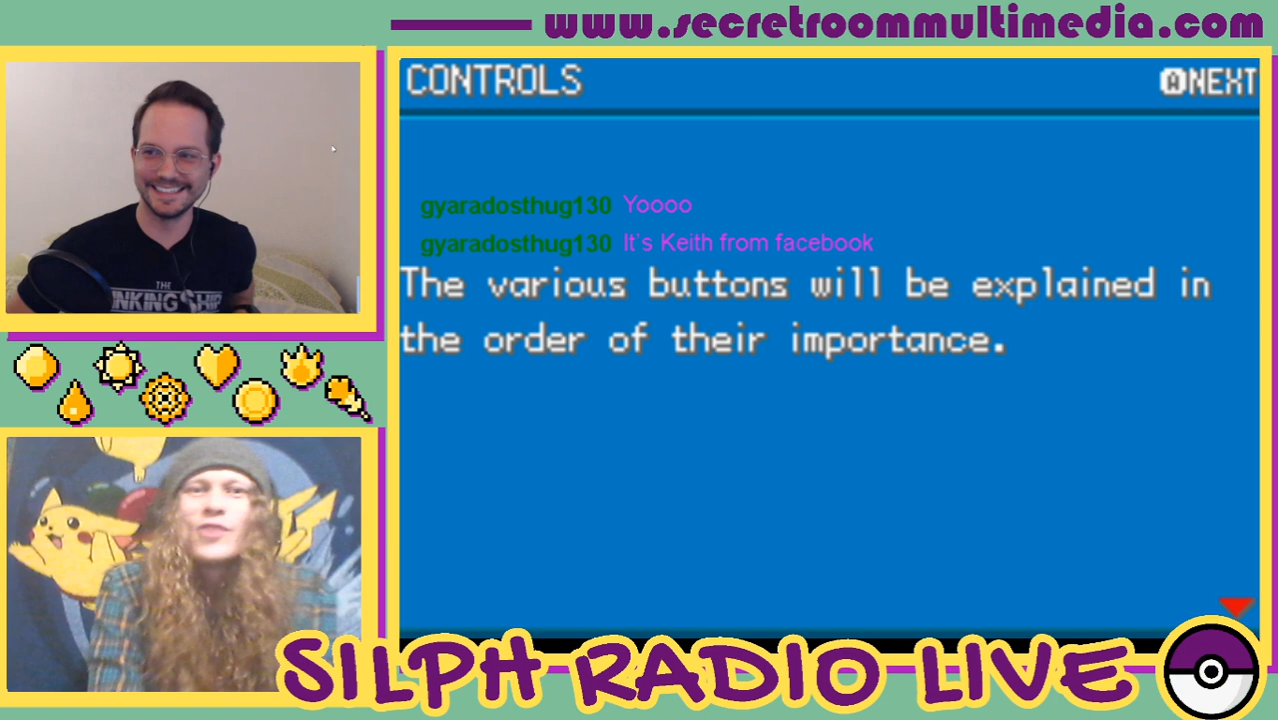 www.secretroommultimedia.com
CONTROLS
A NEXT
gyaradosthug130 Yoooo
gyaradosthug130 It's Keith from facebook
The various buttons will be explained in
the order of their importance.
THE
SILPH RADIO LIVE